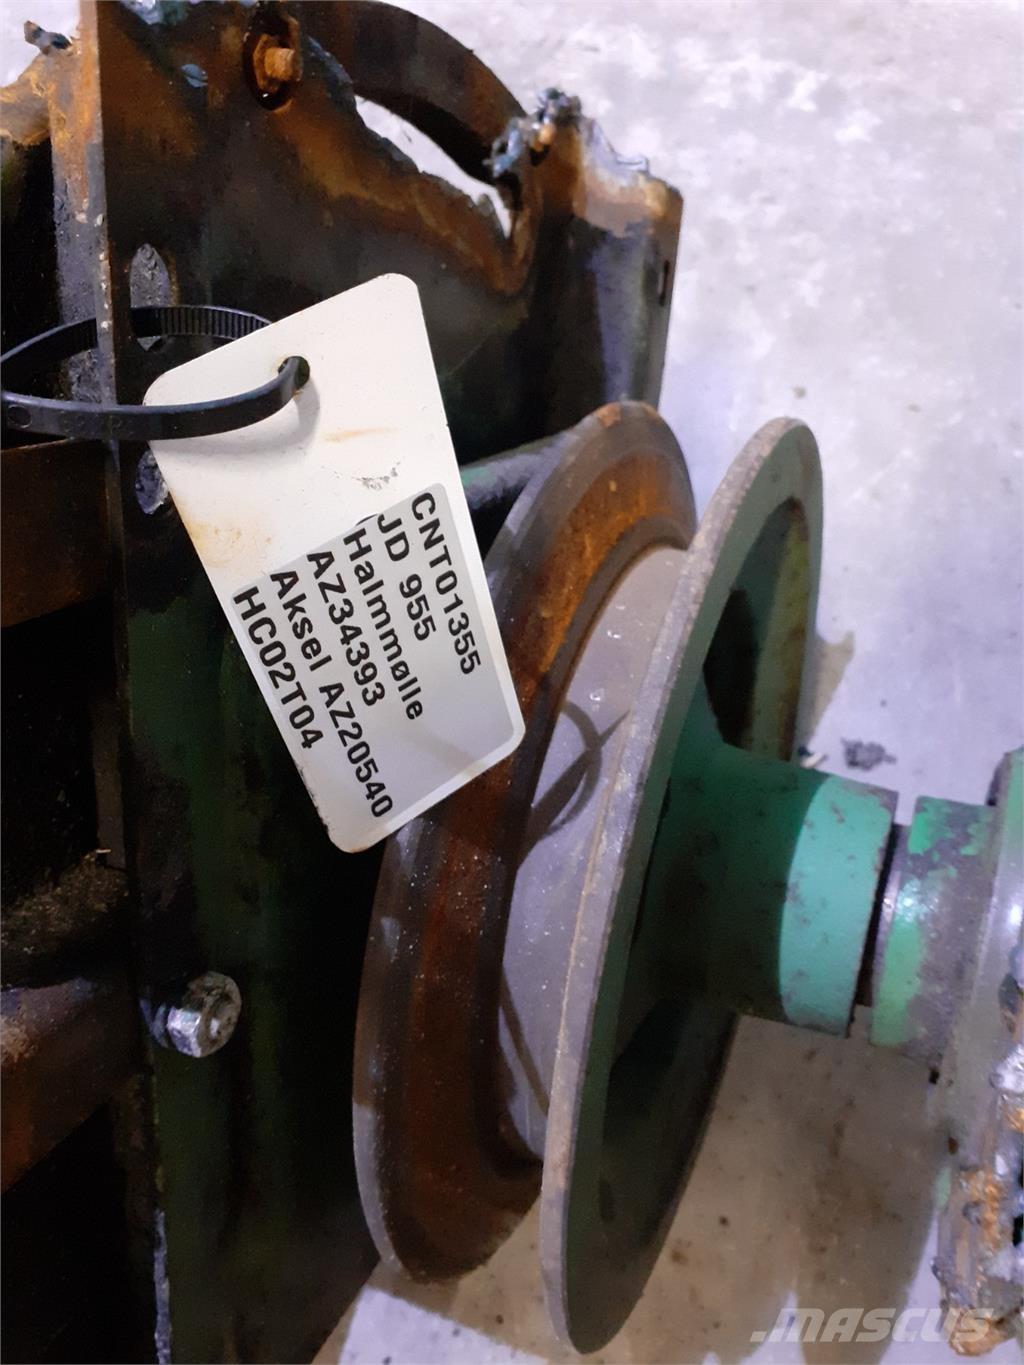 CNT01355
JD 955
Halmmølle
AZ34393
Aksel AZ20540
HC02T04
MASCUS